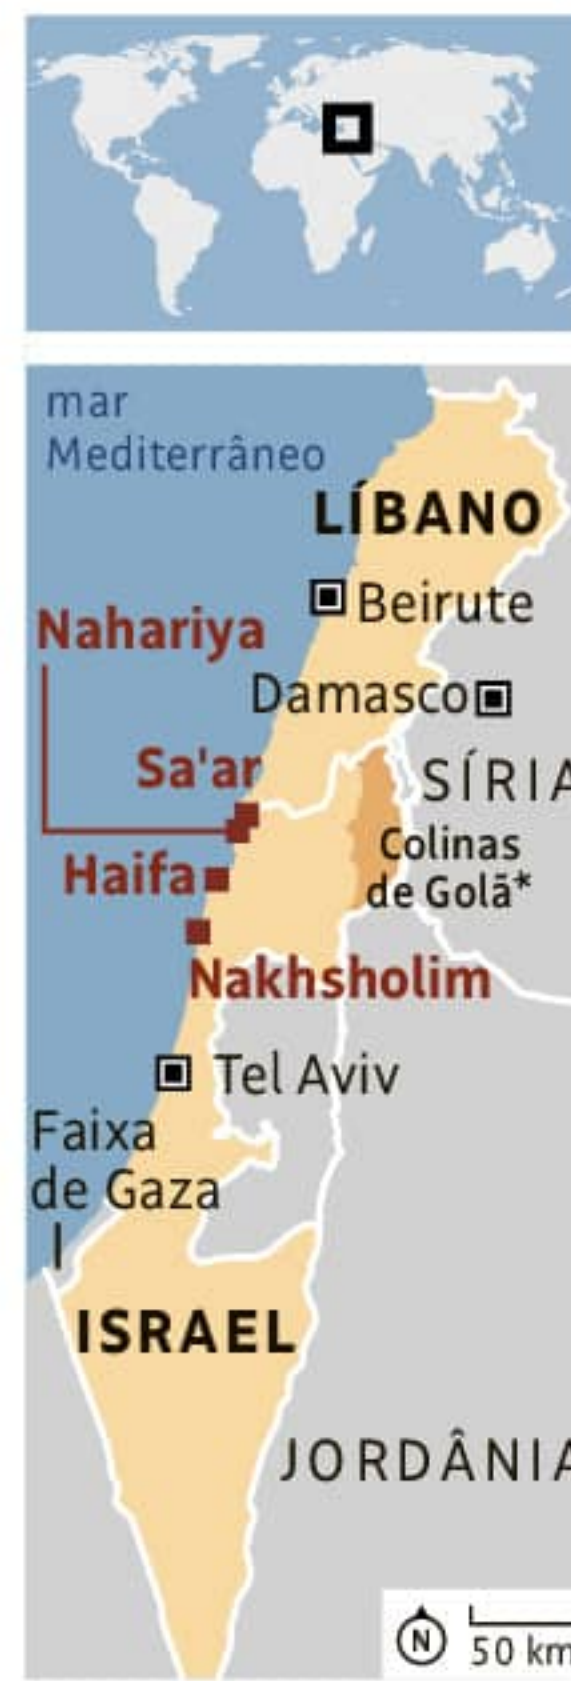 mar
Mediterrâneo
LÍBANO
Beirute
Nahariya
Damasco
Sa'ar
SÍRIA
Colinas
de Golã*
Haifa
Nakhsholim
Tel Aviv
Faixa
de Gaza
ISRAEL
JORDÂNIA
N
50 km